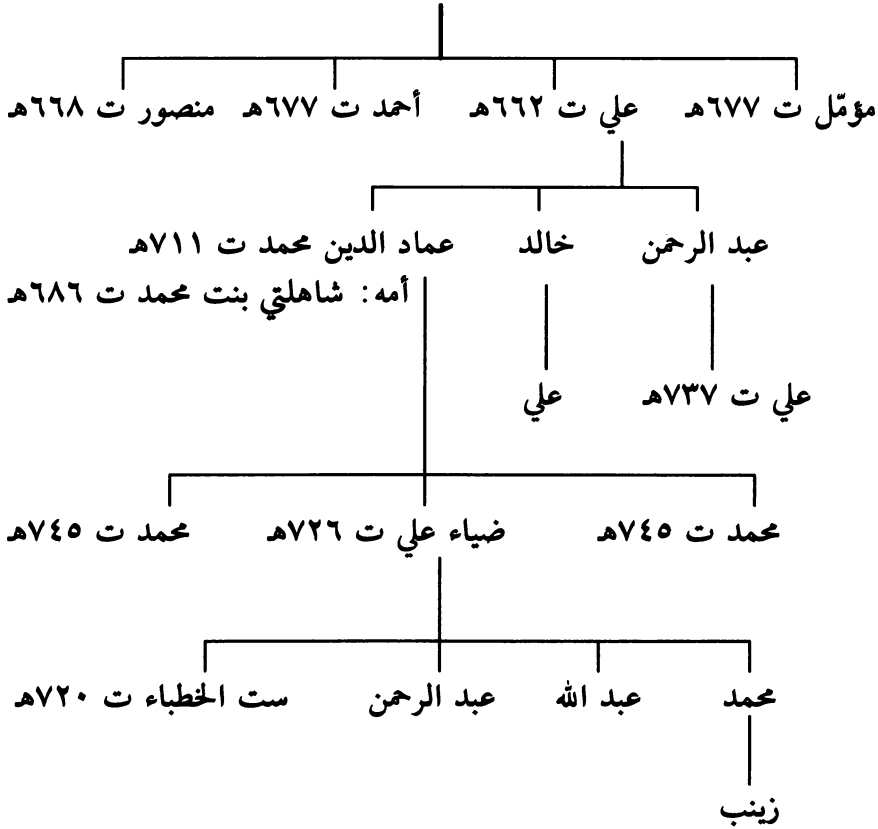 مؤمّل ت ٦٧٧هـ علي ت ٦٦٢هـ أحمد ت ٦٧٧هـ منصور ت ٦٦٨هـ
عبد الرحمن خالد عماد الدين محمد ت ٧١١هـ
أمه: شاهلتي بنت محمد ت ٦٨٦هـ
علي ت ٧٣٧هـ علي
محمد ت ٧٤٥هـ ضياء علي ت ٧٢٦هـ محمد ت ٧٤٥هـ
محمد عبد الله عبد الرحمن ست الخطباء ت ٧٢٠هـ
زينب